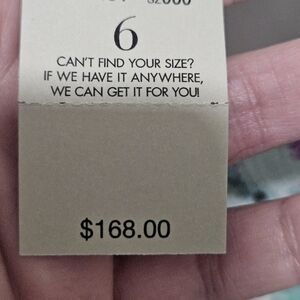 6
CAN'T FIND YOUR SIZE?
IF WE HAVE IT ANYWHERE,
WE CAN GET IT FOR YOU!
$168.00